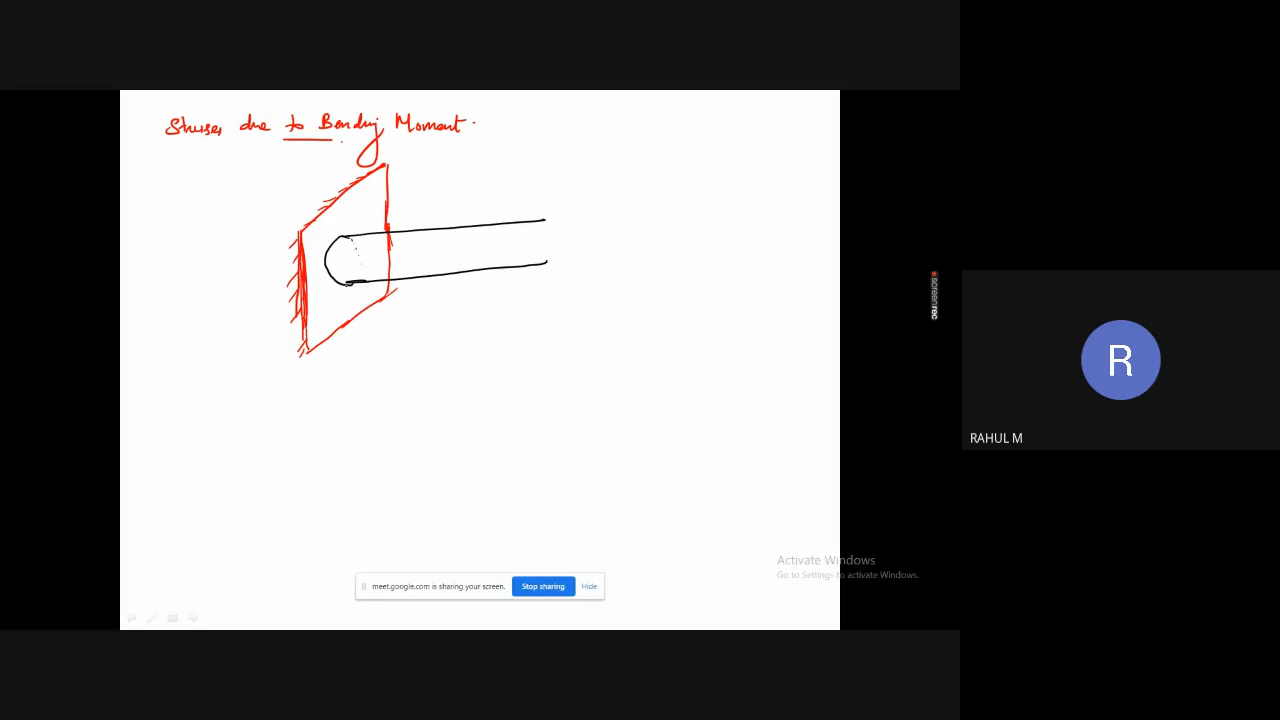 Stresses due to Bending Moment.
screenrec
R
RAHUL M
Activate Windows
Go to Settings to activate Windows.
meet.google.com is sharing your screen. Stop sharing Hide